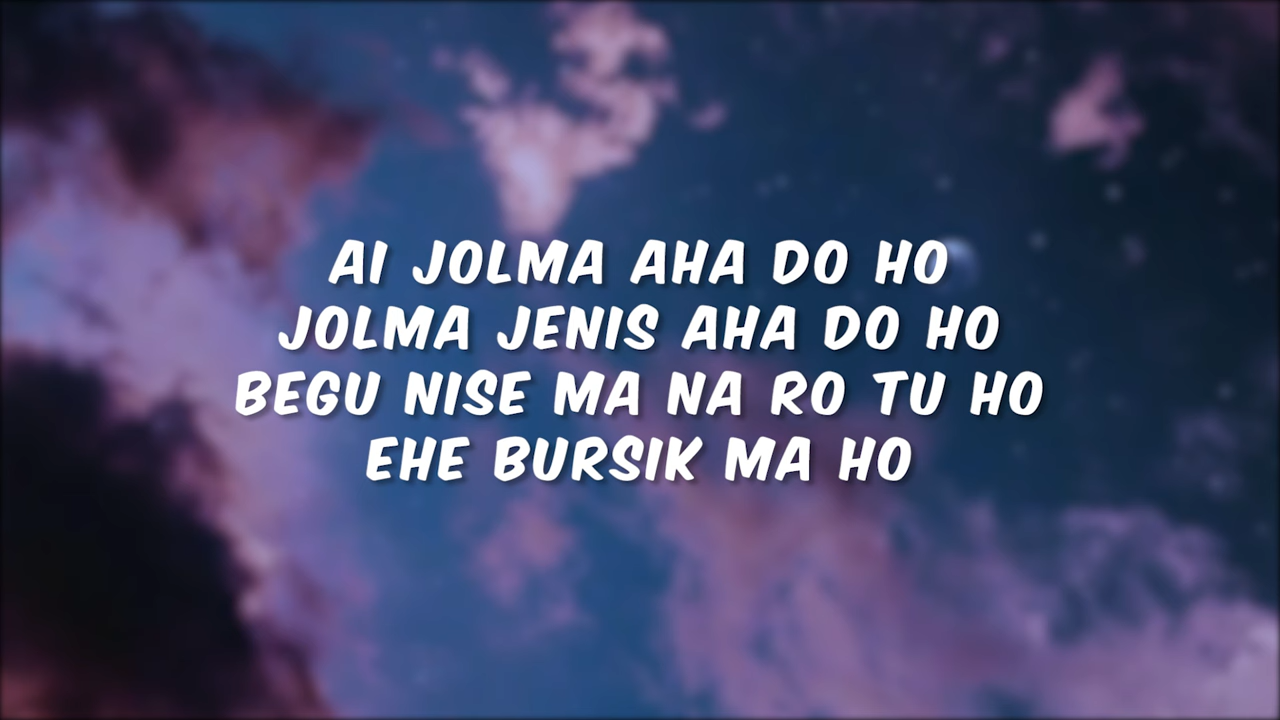 AI JOLMA AHA DO HO
JOLMA JENIS AHA DO HO
BEGU NISE MA NA RO TU HO
EHE BURSIK MA HO